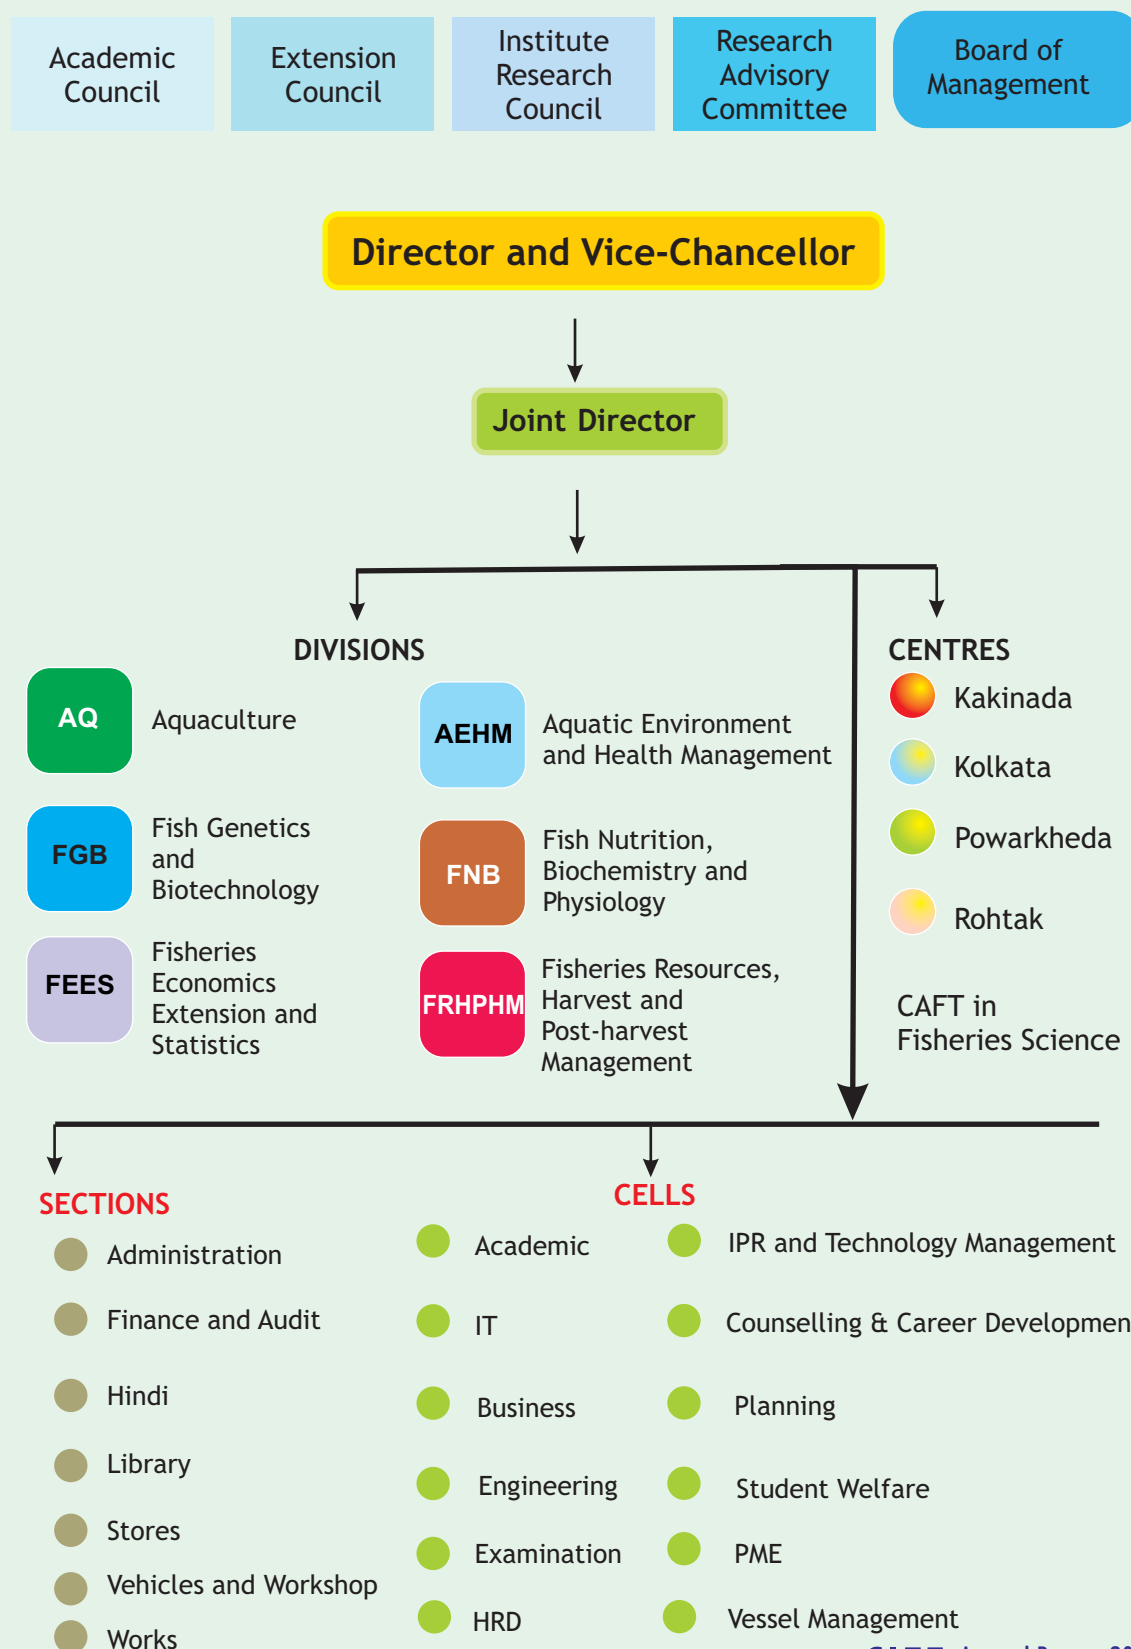 Academic
Council
Extension
Council
Institute
Research
Council
Research
Advisory
Committee
Board of
Management
Director and Vice-Chancellor
Joint Director
DIVISIONS
AQ
Aquaculture
AEHM
Aquatic Environment
and Health Management
FGB
Fish Genetics
and
Biotechnology
FNB
Fish Nutrition,
Biochemistry and
Physiology
FEES
Fisheries
Economics
Extension and
Statistics
FRHPHM
Fisheries Resources,
Harvest and
Post-harvest
Management
CENTRES
Kakinada
Kolkata
Powarkheda
Rohtak
CAFT in
Fisheries Science
SECTIONS
Administration
Finance and Audit
Hindi
Library
Stores
Vehicles and Workshop
Works
CELLS
Academic
IT
Business
Engineering
Examination
HRD
IPR and Technology Management
Counselling & Career Developmen
Planning
Student Welfare
PME
Vessel Management